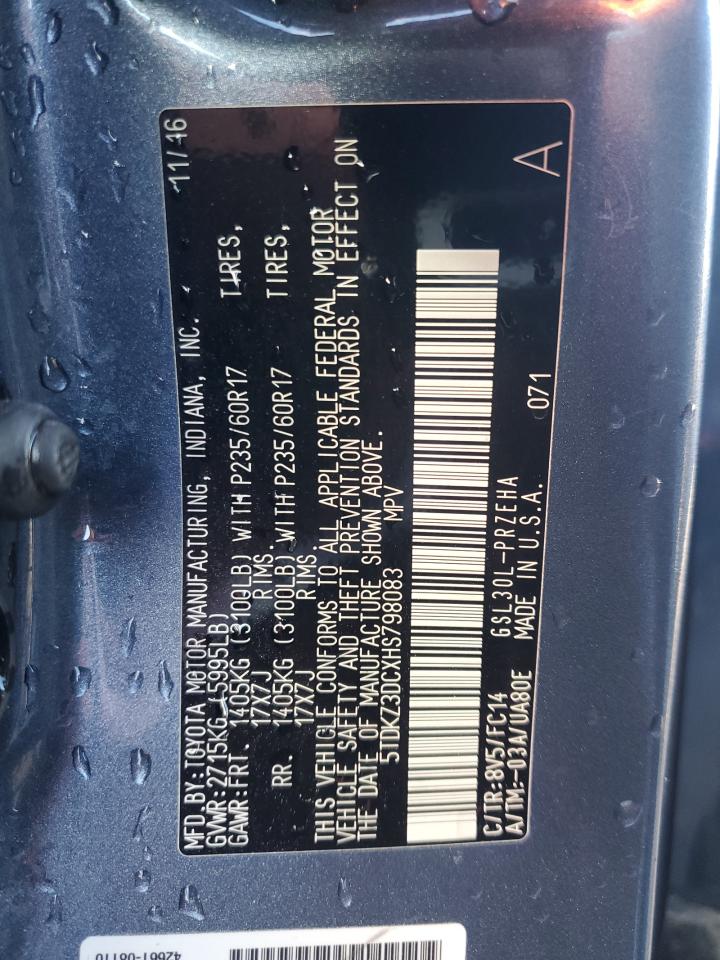 MFD.BY:TOYOTA MOTOR MANUFACTURING, INDIANA, INC. 11/16
GVWR:2715KG (5995LB)
GAWR:FRT. 1405KG (3100LB) WITH P235/60R17 TIRES,
17X7J RIMS.
RR. 1405KG (3100LB) WITH P235/60R17 TIRES,
17X7J RIMS.
THIS VEHICLE CONFORMS TO ALL APPLICABLE FEDERAL MOTOR
VEHICLE SAFETY AND THEFT PREVENTION STANDARDS IN EFFECT ON
THE DATE OF MANUFACTURE SHOWN ABOVE.
5TDKZ3DCXHS798083 MPV
C/TR:8V5/FC14 GSL30L-PRZEHA 071 A
A/TM:-03A/UA80E MADE IN U.S.A.
42661-08110